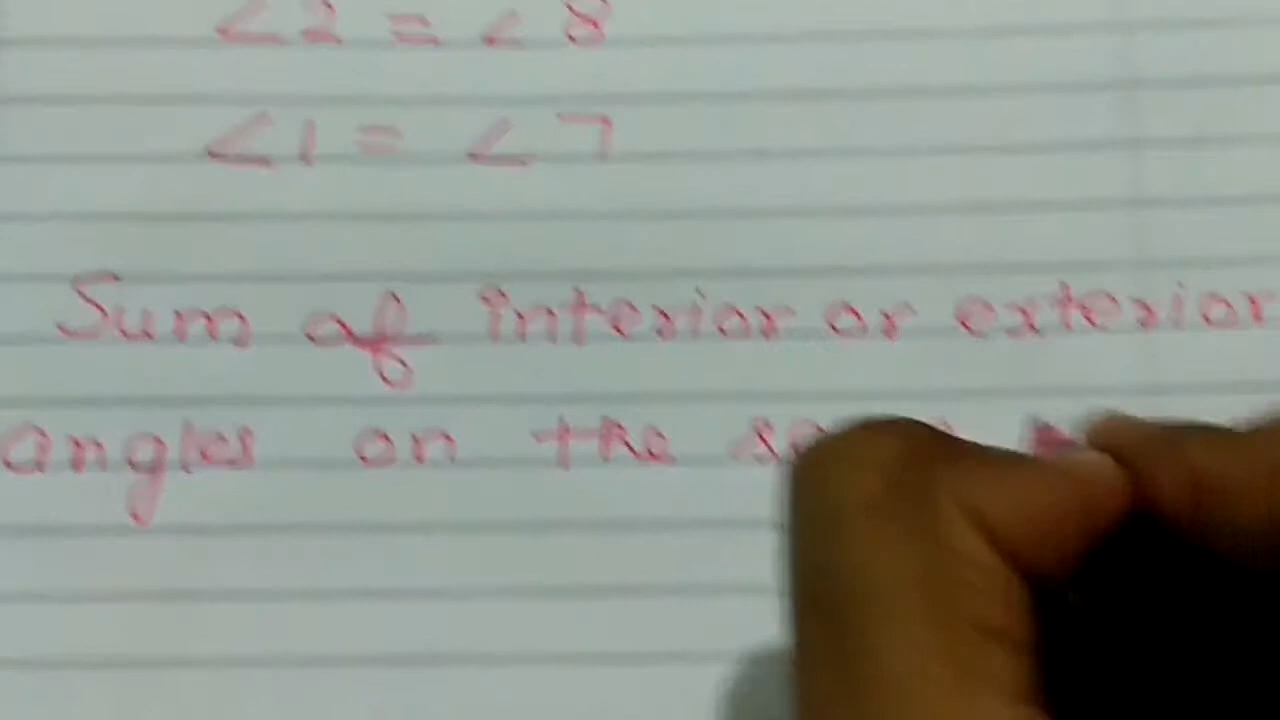 <2 = <8
<1 = <7
Sum of interior or exterior
angles on the